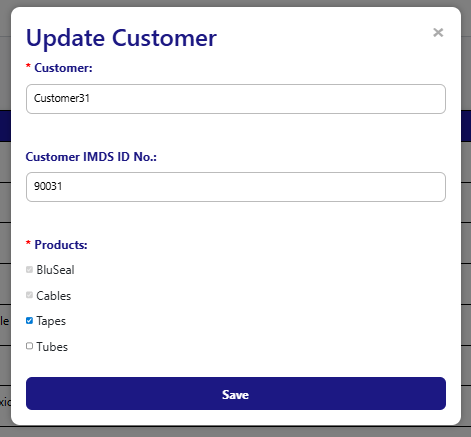 Update Customer
×
* Customer:
Customer31
Customer IMDS ID No.:
90031
* Products:
BluSeal
Cables
Tapes
Tubes
Save